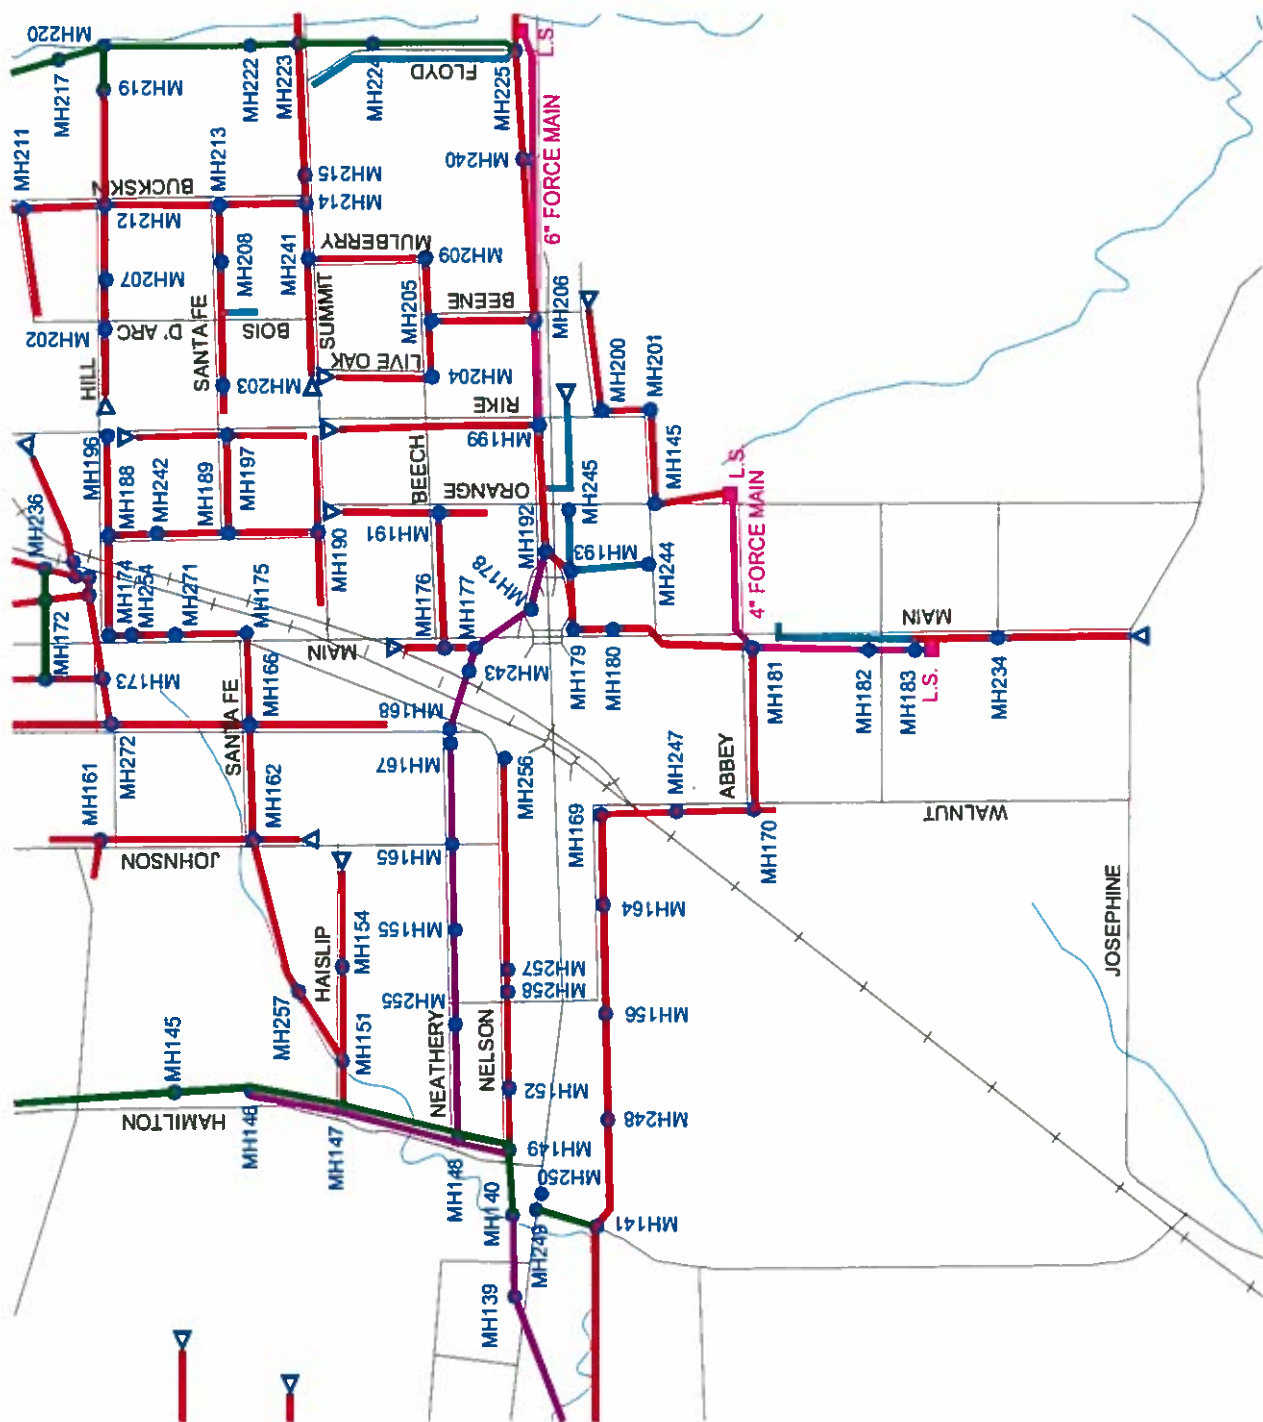 MH220
MH217
MH219
MH222
MH223
MH224
FLOYD
MH225
L.S.
MH211
BUCKSK
N
MH213
MH215
MH214
MH240
6" FORCE MAIN
MH212
MH207
MH208
MH241
MULBERRY
MH209
MH202
D' ARC
SANTA FE
BOIS
SUMMIT
MH205
BEENE
MH206
HILL
MH203
LIVE OAK
MH204
MH200
MH201
RIKE
MH199
MH196
MH188
MH242
MH189
MH197
BEECH
ORANGE
MH245
MH145
L.S.
MH236
MH190
MH191
MH192
MH193
MH244
4" FORCE MAIN
MH174
MH254
MH271
MH175
MH176
MH177
MH178
MH172
MAIN
MAIN
MH173
MH166
MH243
MH179
MH180
MH181
MH182
MH183
L.S.
MH234
MH272
SANTA FE
MH168
MH161
MH162
MH167
MH256
MH247
ABBEY
MH169
MH170
WALNUT
JOHNSON
MH165
MH164
HAISLIP
MH154
MH155
MH257
MH258
JOSEPHINE
MH257
MH151
MH255
NEATHERY
NELSON
MH156
MH145
MH152
HAMILTON
MH146
MH147
MH148
MH149
MH248
MH140
MH250
MH249
MH141
MH139